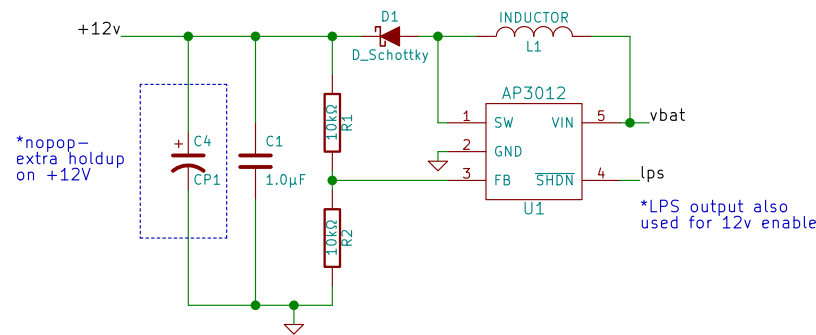 D1
INDUCTOR
+12v
D_Schottky
L1
AP3012
1
SW
VIN
5
vbat
*nopop-
extra holdup
on +12V
+
C4
CP1
C1
1.0µF
10kΩ
R1
2
GND
3
FB
SHDN
4
lps
U1
*LPS output also
used for 12v enable
10kΩ
R2